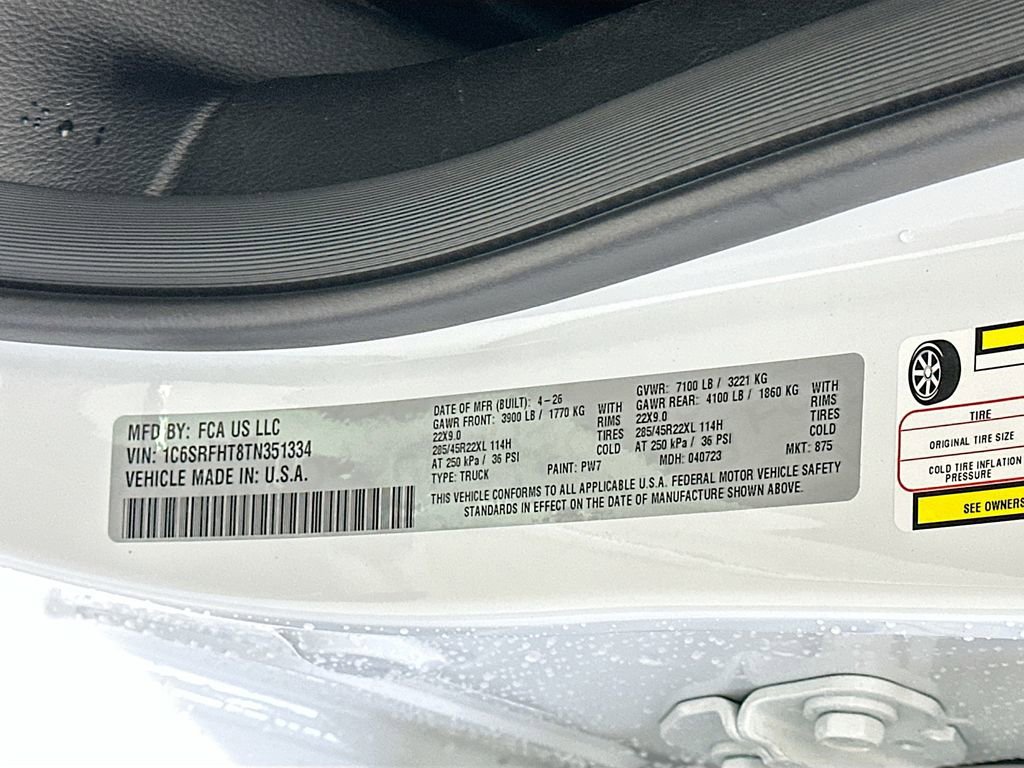 MFD BY: FCA US LLC
VIN: 1C6SRFHT8TN351334
VEHICLE MADE IN: U.S.A.
DATE OF MFR (BUILT): 4-26
GAWR FRONT: 3900 LB / 1770 KG WITH
22X9.0 RIMS
285/45R22XL 114H TIRES
AT 250 kPa / 36 PSI COLD
TYPE: TRUCK
PAINT: PW7
GVWR: 7100 LB / 3221 KG
GAWR REAR: 4100 LB / 1860 KG WITH
22X9.0 RIMS
285/45R22XL 114H TIRES
AT 250 kPa / 36 PSI COLD
MDH: 040723
MKT: 875
THIS VEHICLE CONFORMS TO ALL APPLICABLE U.S.A. FEDERAL MOTOR VEHICLE SAFETY
STANDARDS IN EFFECT ON THE DATE OF MANUFACTURE SHOWN ABOVE.
TIRE
ORIGINAL TIRE SIZE
COLD TIRE INFLATION
PRESSURE
SEE OWNERS